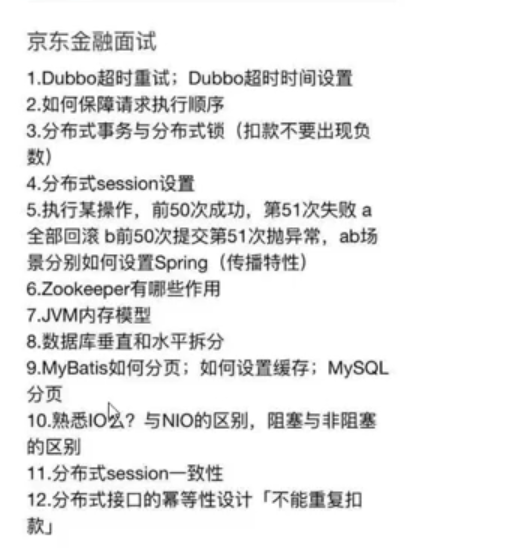 京东金融面试
1.Dubbo超时重试；Dubbo超时时间设置
2.如何保障请求执行顺序
3.分布式事务与分布式锁（扣款不要出现负
数）
4.分布式session设置
5.执行某操作，前50次成功，第51次失败 a
全部回滚 b前50次提交第51次抛异常，ab场
景分别如何设置Spring（传播特性）
6.Zookeeper有哪些作用
7.JVM内存模型
8.数据库垂直和水平拆分
9.MyBatis如何分页；如何设置缓存；MySQL
分页
10.熟悉IO么？与NIO的区别，阻塞与非阻塞
的区别
11.分布式session一致性
12.分布式接口的幂等性设计「不能重复扣
款」